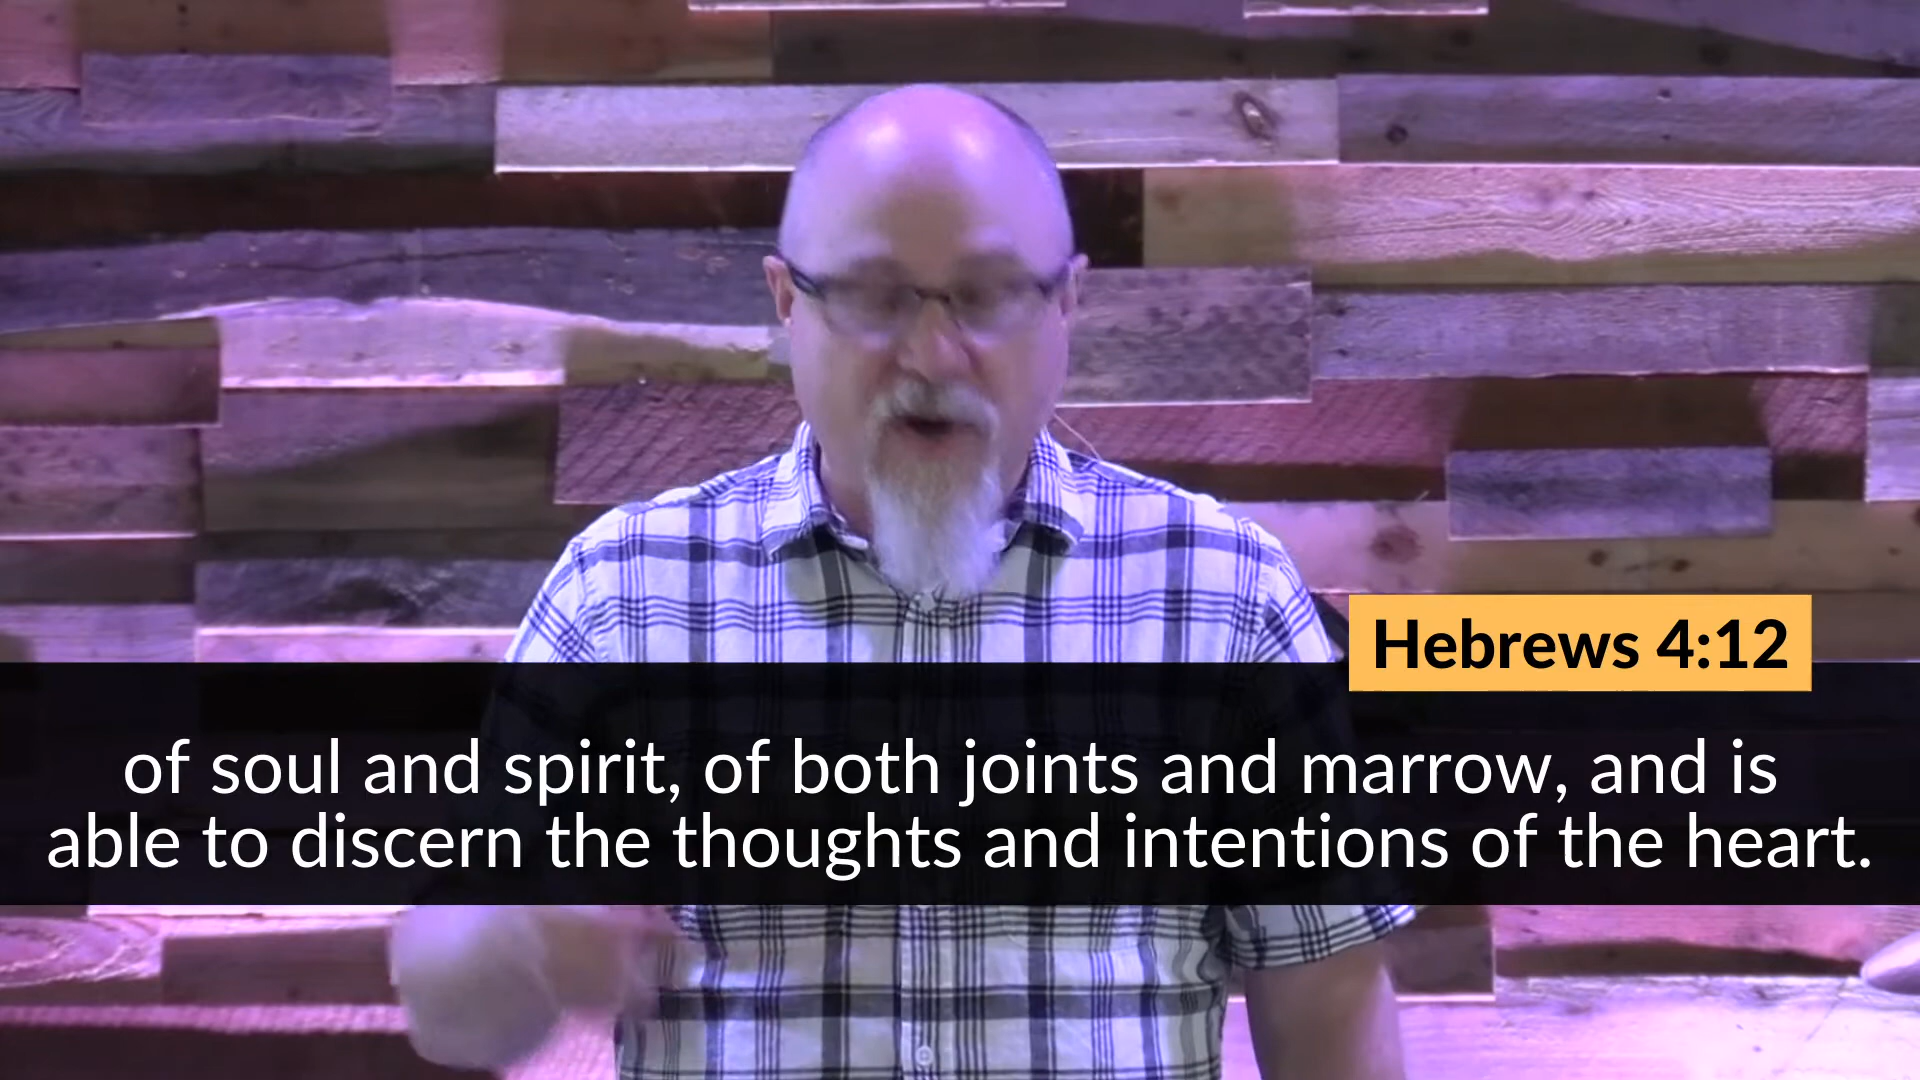 Hebrews 4:12
of soul and spirit, of both joints and marrow, and is
able to discern the thoughts and intentions of the heart.